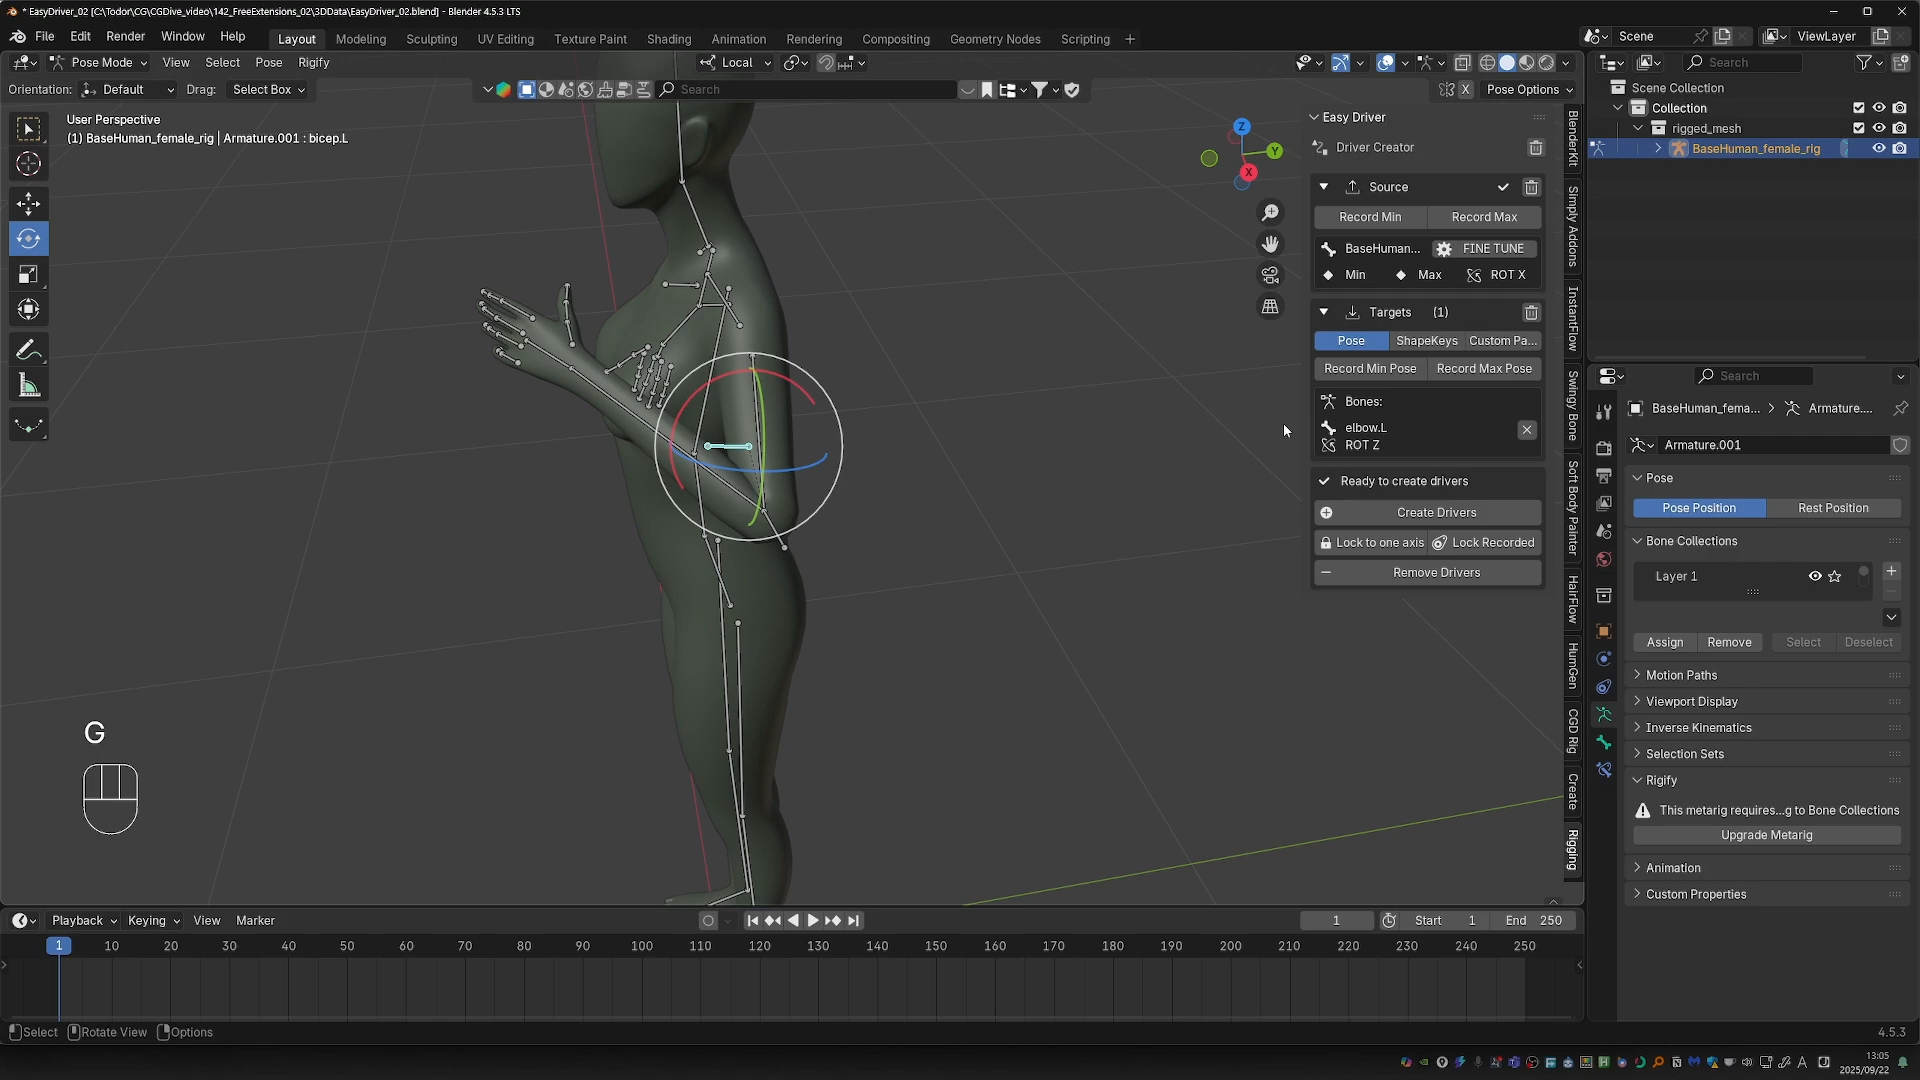 * EasyDriver_02 [C:\Todor\CG\CGDive_video\142_FreeExtensions_02\3DData\EasyDriver_02.blend] - Blender 4.5.3 LTS
File Edit Render Window Help
Layout Modeling Sculpting UV Editing Texture Paint Shading Animation Rendering Compositing Geometry Nodes Scripting +
Scene
ViewLayer
Pose Mode View Select Pose Rigify
Local
Search
Orientation: Default Drag: Select Box
Search
X Pose Options
User Perspective
(1) BaseHuman_female_rig | Armature.001 : bicep.L
Z
Y
X
Easy Driver
Driver Creator
Source
Record Min Record Max
BaseHuman... FINE TUNE
Min Max ROT X
Targets (1)
Pose ShapeKeys Custom Pa...
Record Min Pose Record Max Pose
Bones:
elbow.L
ROT Z
Ready to create drivers
Create Drivers
Lock to one axis Lock Recorded
Remove Drivers
BlenderKit
Simply Addons
InstantFlow
Swingy Bone
Soft Body Painter
HairFlow
HumGen
CGD Rig
Create
Rigging
Scene Collection
Collection
rigged_mesh
BaseHuman_female_rig
Search
BaseHuman_fema... > Armature....
Armature.001
Pose
Pose Position Rest Position
Bone Collections
Layer 1
Assign Remove Select Deselect
Motion Paths
Viewport Display
Inverse Kinematics
Selection Sets
Rigify
This metarig requires...g to Bone Collections
Upgrade Metarig
Animation
Custom Properties
G
Playback Keying View Marker
1 Start 1 End 250
1 10 20 30 40 50 60 70 80 90 100 110 120 130 140 150 160 170 180 190 200 210 220 230 240 250
Select Rotate View Options
4.5.3
13:05
2025/09/22